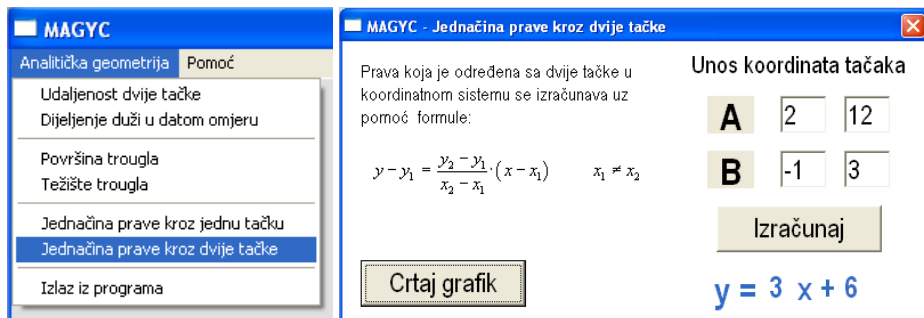 MAGYC
Analitička geometrija Pomoć
Udaljenost dvije tačke
Dijeljenje duži u datom omjeru
Površina trougla
Težište trougla
Jednačina prave kroz jednu tačku
Jednačina prave kroz dvije tačke
Izlaz iz programa
MAGYC - Jednačina prave kroz dvije tačke
Prava koja je određena sa dvije tačke u
koordinatnom sistemu se izračunava uz
pomoć formule:
y − y₁ = (y₂ − y₁)/(x₂ − x₁) · (x − x₁) x₁ ≠ x₂
Crtaj grafik
Unos koordinata tačaka
A 2 12
B -1 3
Izračunaj
y = 3 x + 6